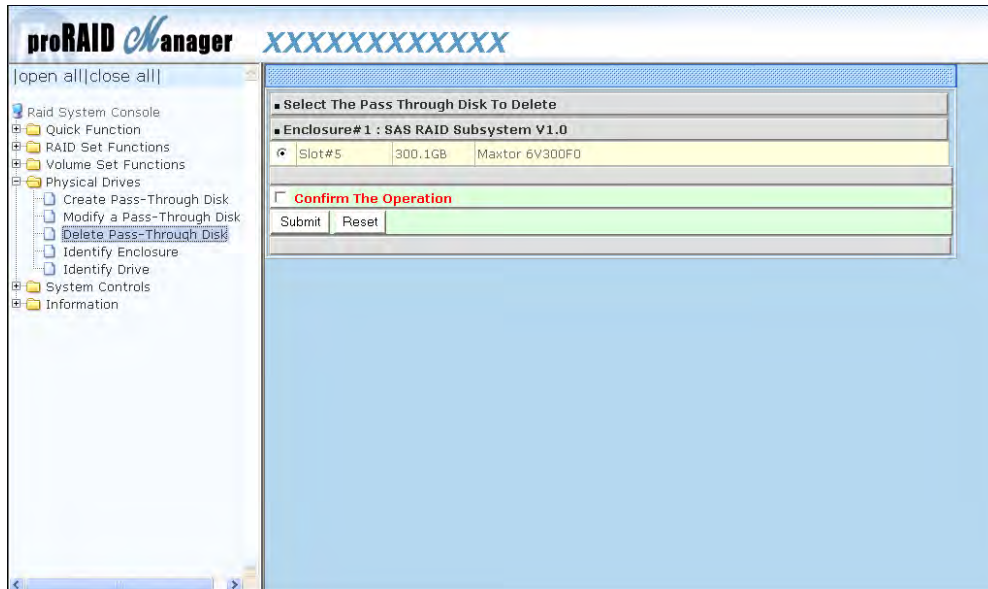 proRAID Manager XXXXXXXXXXXX
|open all|close all|
Raid System Console
Quick Function
RAID Set Functions
Volume Set Functions
Physical Drives
Create Pass-Through Disk
Modify a Pass-Through Disk
Delete Pass-Through Disk
Identify Enclosure
Identify Drive
System Controls
Information
Select The Pass Through Disk To Delete
Enclosure#1 : SAS RAID Subsystem V1.0
Slot#5 300.1GB Maxtor 6V300F0
Confirm The Operation
Submit Reset